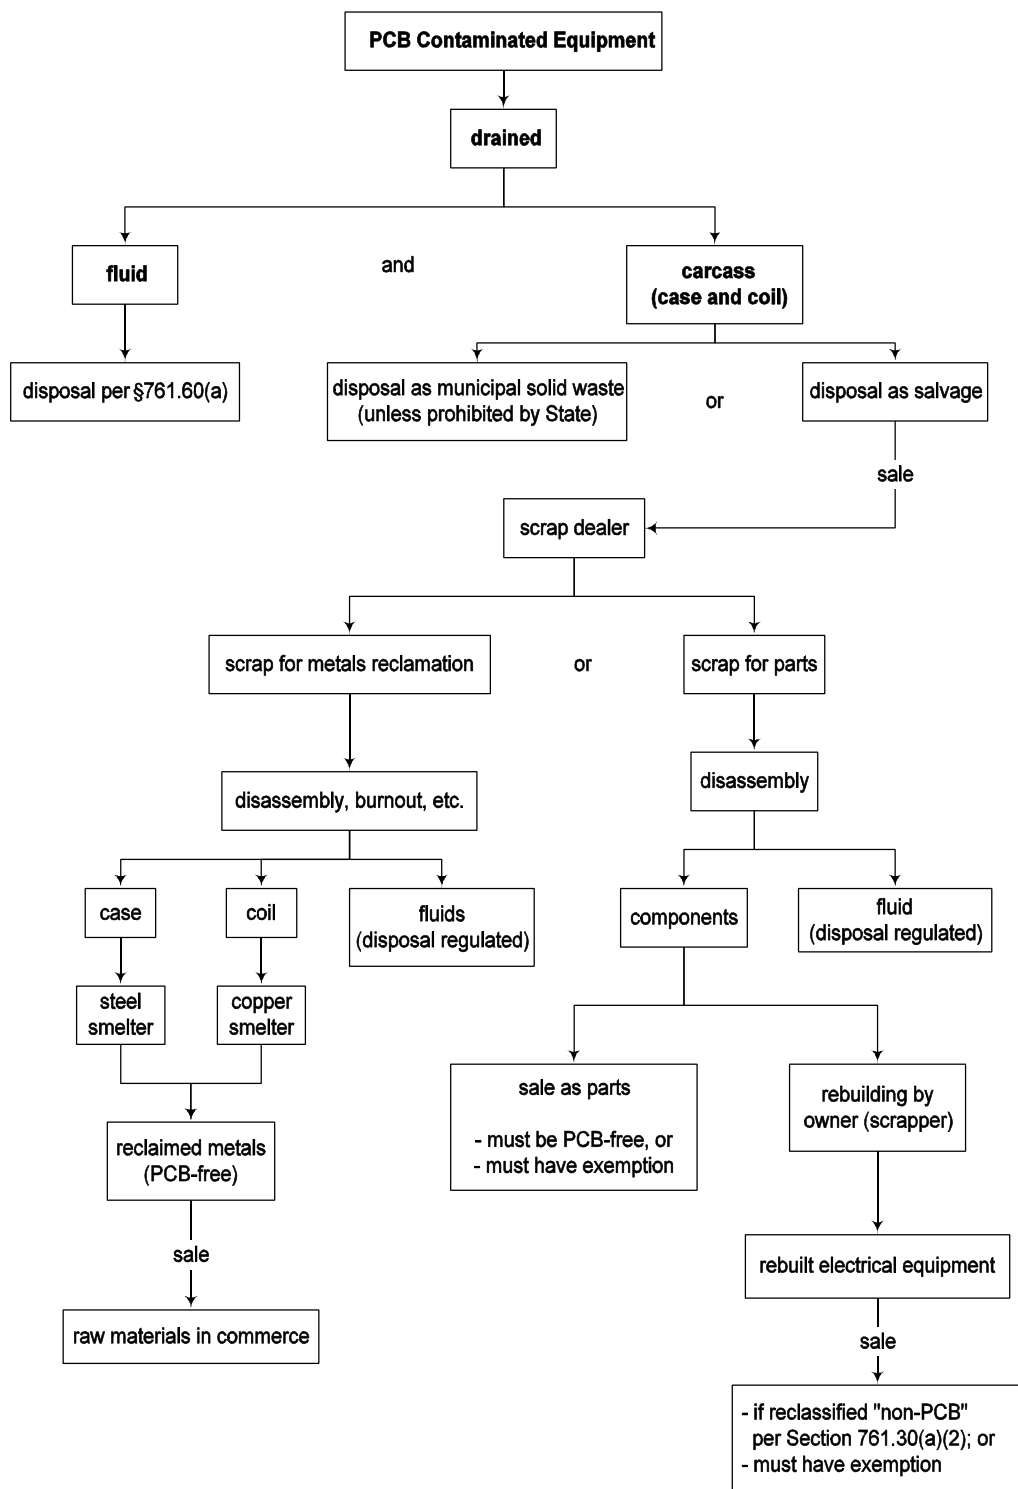 PCB Contaminated Equipment
drained
fluid
and
carcass
(case and coil)
disposal per §761.60(a)
disposal as municipal solid waste
(unless prohibited by State)
or
disposal as salvage
sale
scrap dealer
scrap for metals reclamation
or
scrap for parts
disassembly, burnout, etc.
disassembly
case
coil
fluids
(disposal regulated)
components
fluid
(disposal regulated)
steel
smelter
copper
smelter
sale as parts
- must be PCB-free, or
- must have exemption
rebuilding by
owner (scrapper)
reclaimed metals
(PCB-free)
sale
rebuilt electrical equipment
raw materials in commerce
sale
- if reclassified "non-PCB"
per Section 761.30(a)(2); or
- must have exemption